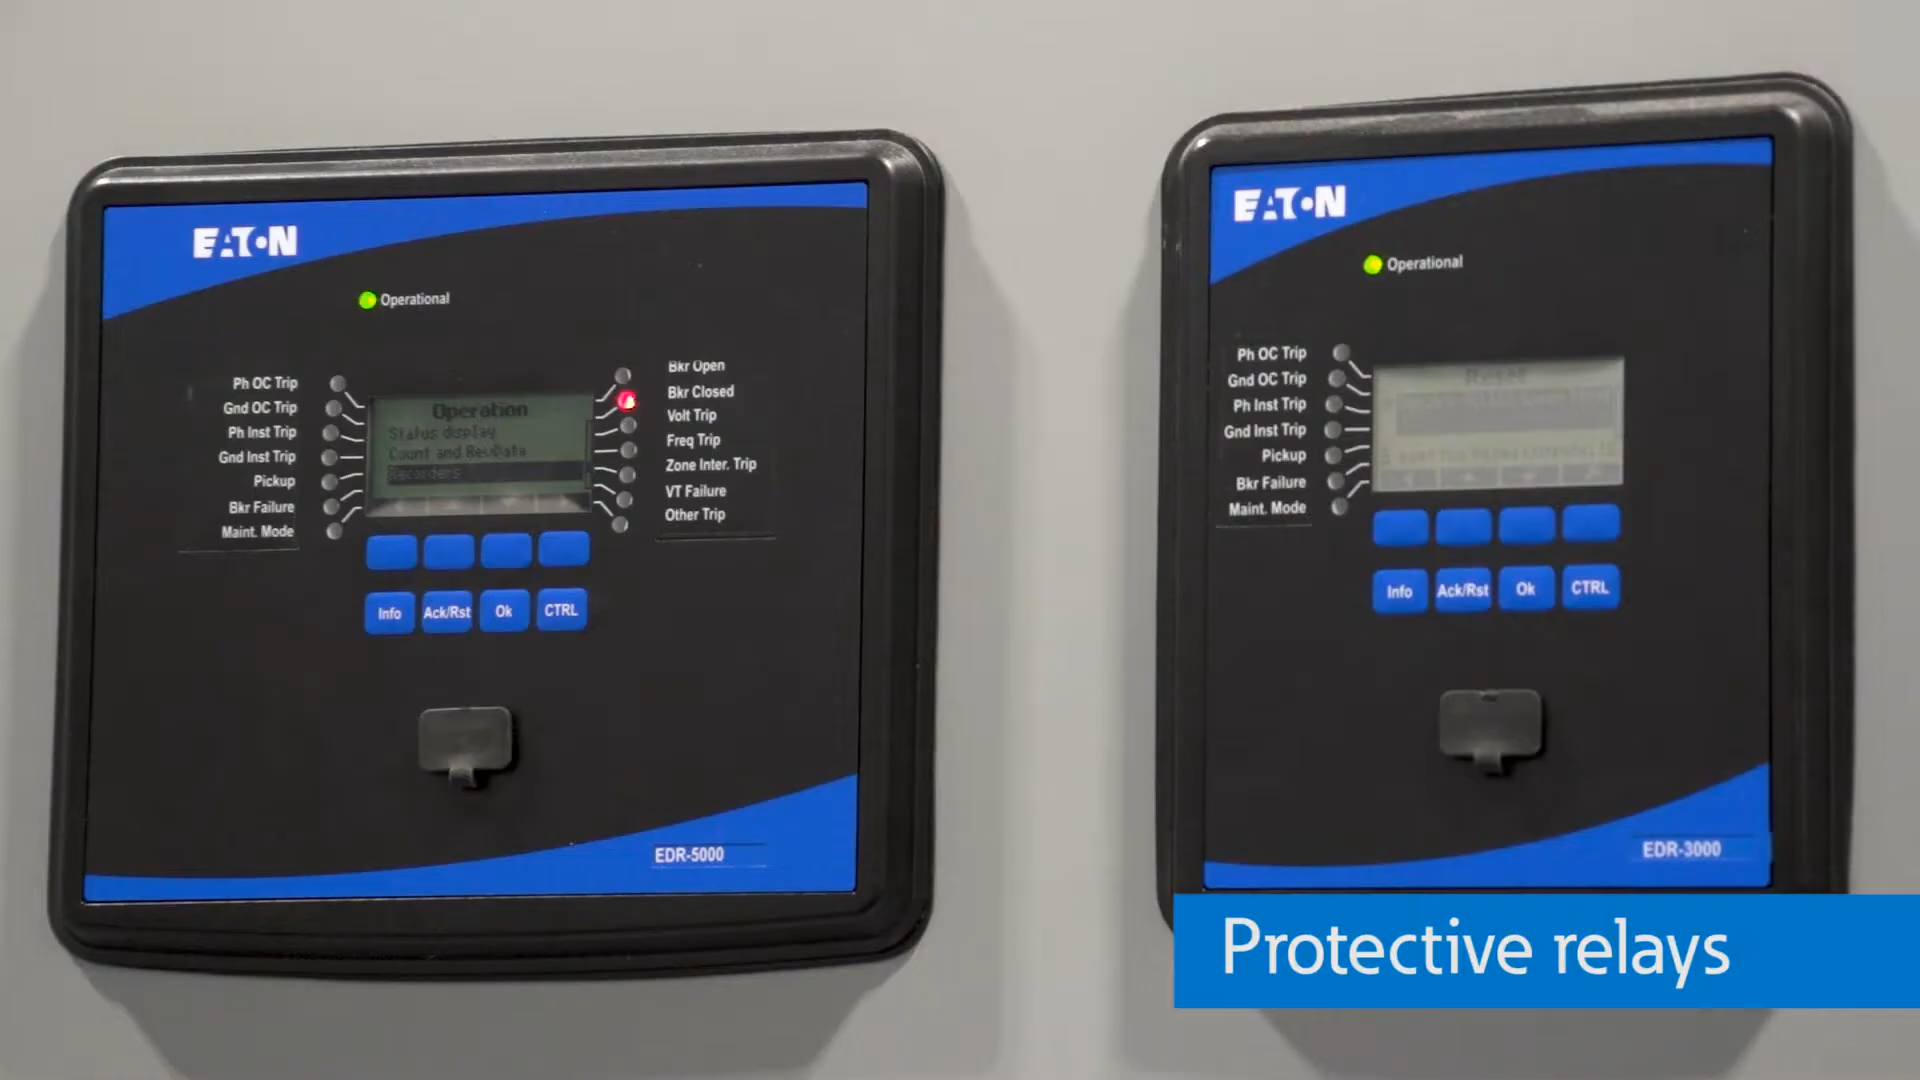 EATON
Operational
Ph OC Trip
Gnd OC Trip
Ph Inst Trip
Gnd Inst Trip
Pickup
Bkr Failure
Maint. Mode
Operation
Status display
Count and RevData
Recorders
Bkr Open
Bkr Closed
Volt Trip
Freq Trip
Zone Inter. Trip
VT Failure
Other Trip
Info
Ack/Rst
Ok
CTRL
EDR-5000
EATON
Operational
Ph OC Trip
Gnd OC Trip
Ph Inst Trip
Gnd Inst Trip
Pickup
Bkr Failure
Maint. Mode
Reset
Info
Ack/Rst
Ok
CTRL
EDR-3000
Protective relays